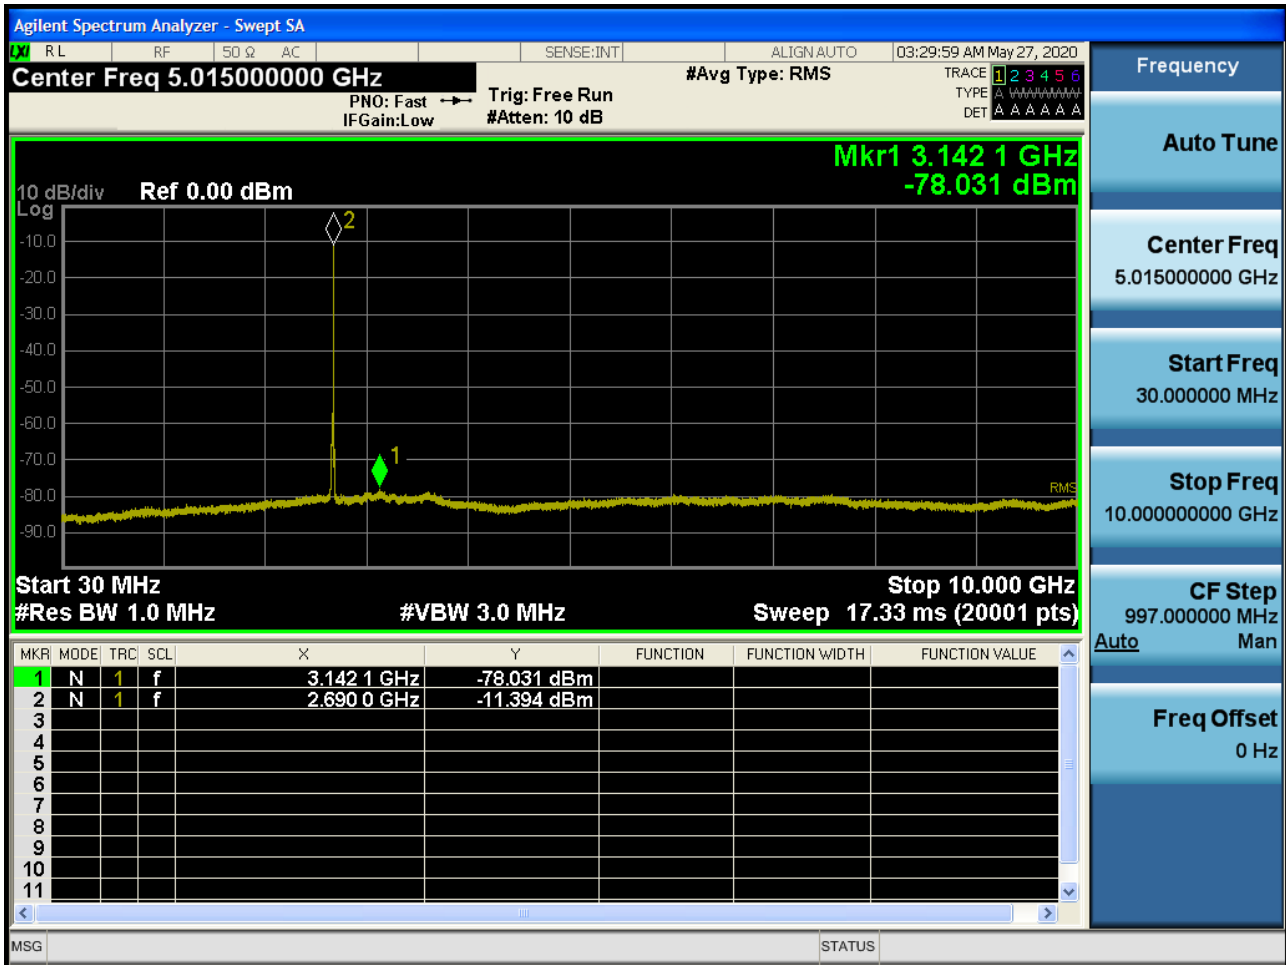 Agilent Spectrum Analyzer - Swept SA
LXI RL RF 50 Ω AC SENSE:INT ALIGN AUTO 03:29:59 AM May 27, 2020
Center Freq 5.015000000 GHz
PNO: Fast
IFGain:Low
Trig: Free Run
#Atten: 10 dB
#Avg Type: RMS
TRACE 1 2 3 4 5 6
TYPE A WWWWW
DET A A A A A A
Mkr1 3.142 1 GHz
-78.031 dBm
10 dB/div Ref 0.00 dBm
Log
-10.0
-20.0
-30.0
-40.0
-50.0
-60.0
-70.0
-80.0
-90.0
2
1
RMS
Start 30 MHz Stop 10.000 GHz
#Res BW 1.0 MHz #VBW 3.0 MHz Sweep 17.33 ms (20001 pts)
MKR MODE TRC SCL X Y FUNCTION FUNCTION WIDTH FUNCTION VALUE
1 N 1 f 3.142 1 GHz -78.031 dBm
2 N 1 f 2.690 0 GHz -11.394 dBm
3
4
5
6
7
8
9
10
11
MSG STATUS
Frequency
Auto Tune
Center Freq
5.015000000 GHz
Start Freq
30.000000 MHz
Stop Freq
10.000000000 GHz
CF Step
997.000000 MHz
Auto Man
Freq Offset
0 Hz